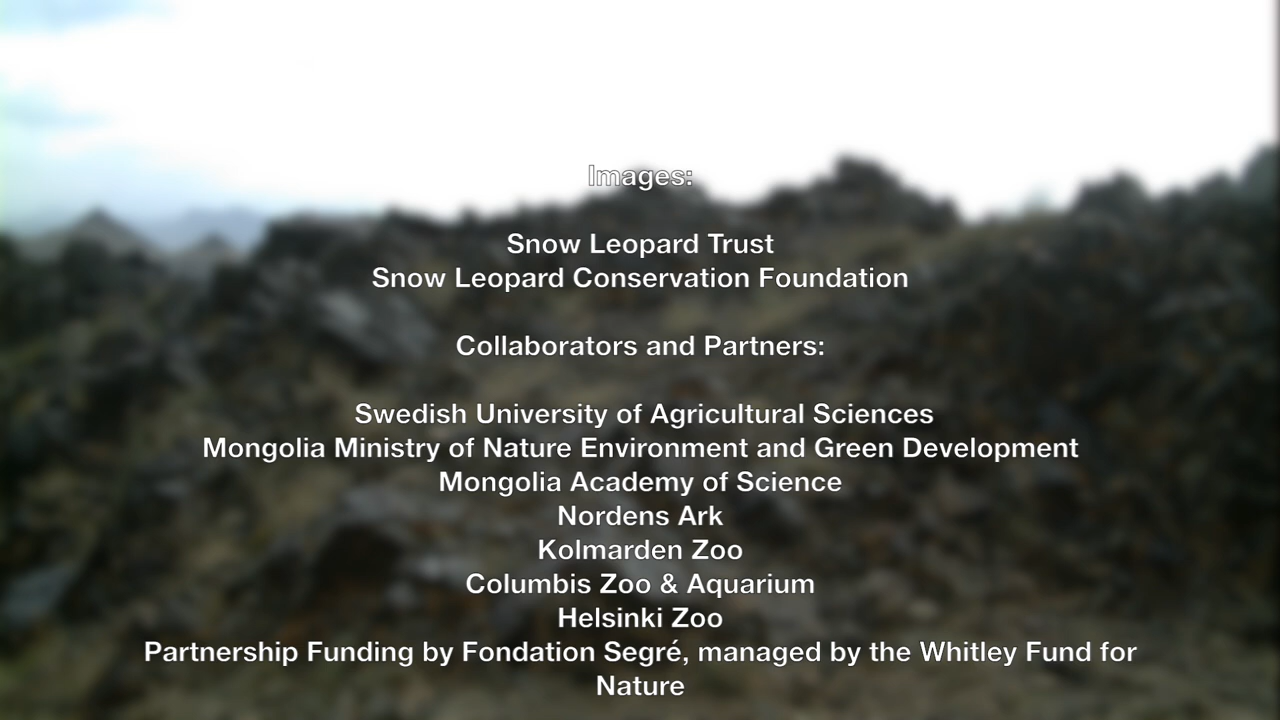 Images:
Snow Leopard Trust
Snow Leopard Conservation Foundation
Collaborators and Partners:
Swedish University of Agricultural Sciences
Mongolia Ministry of Nature Environment and Green Development
Mongolia Academy of Science
Nordens Ark
Kolmarden Zoo
Columbis Zoo & Aquarium
Helsinki Zoo
Partnership Funding by Fondation Segré, managed by the Whitley Fund for
Nature